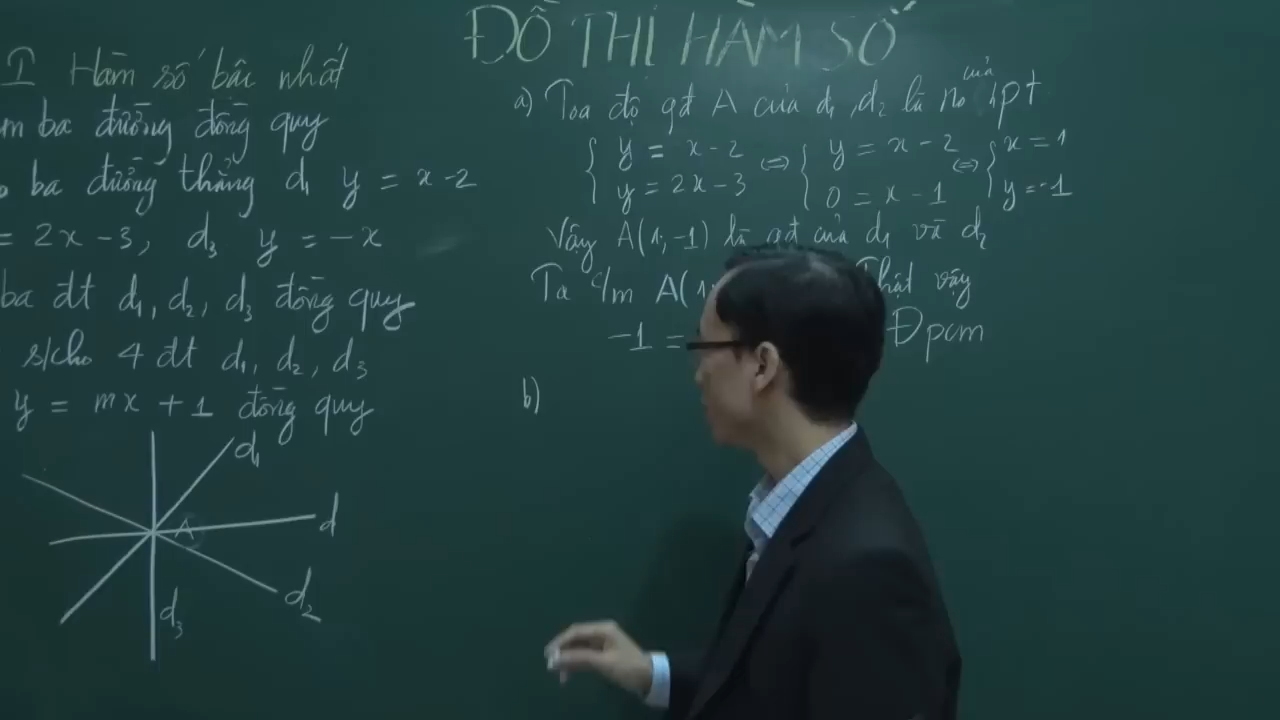 ĐỒ THỊ HÀM SỐ
I Hàm số bậc nhất
ba đường đồng quy
ba đường thẳng d₁ y = x - 2
= 2x - 3, d₃ y = -x
ba đt d₁, d₂, d₃ đồng quy
s/cho 4 đt d₁, d₂, d₃
y = mx + 1 đồng quy
d₁
d
A
d₂
d₃
a) Tọa độ gđ A của d₁, d₂ là no của hpt
{ y = x - 2 ⇔ { y = x - 2 ⇔ { x = 1
y = 2x - 3 0 = x - 1 y = -1
Vậy A(1, -1) là gđ của d₁ và d₂
Ta c/m A(1 Thật vậy
-1 = Đpcm
b)